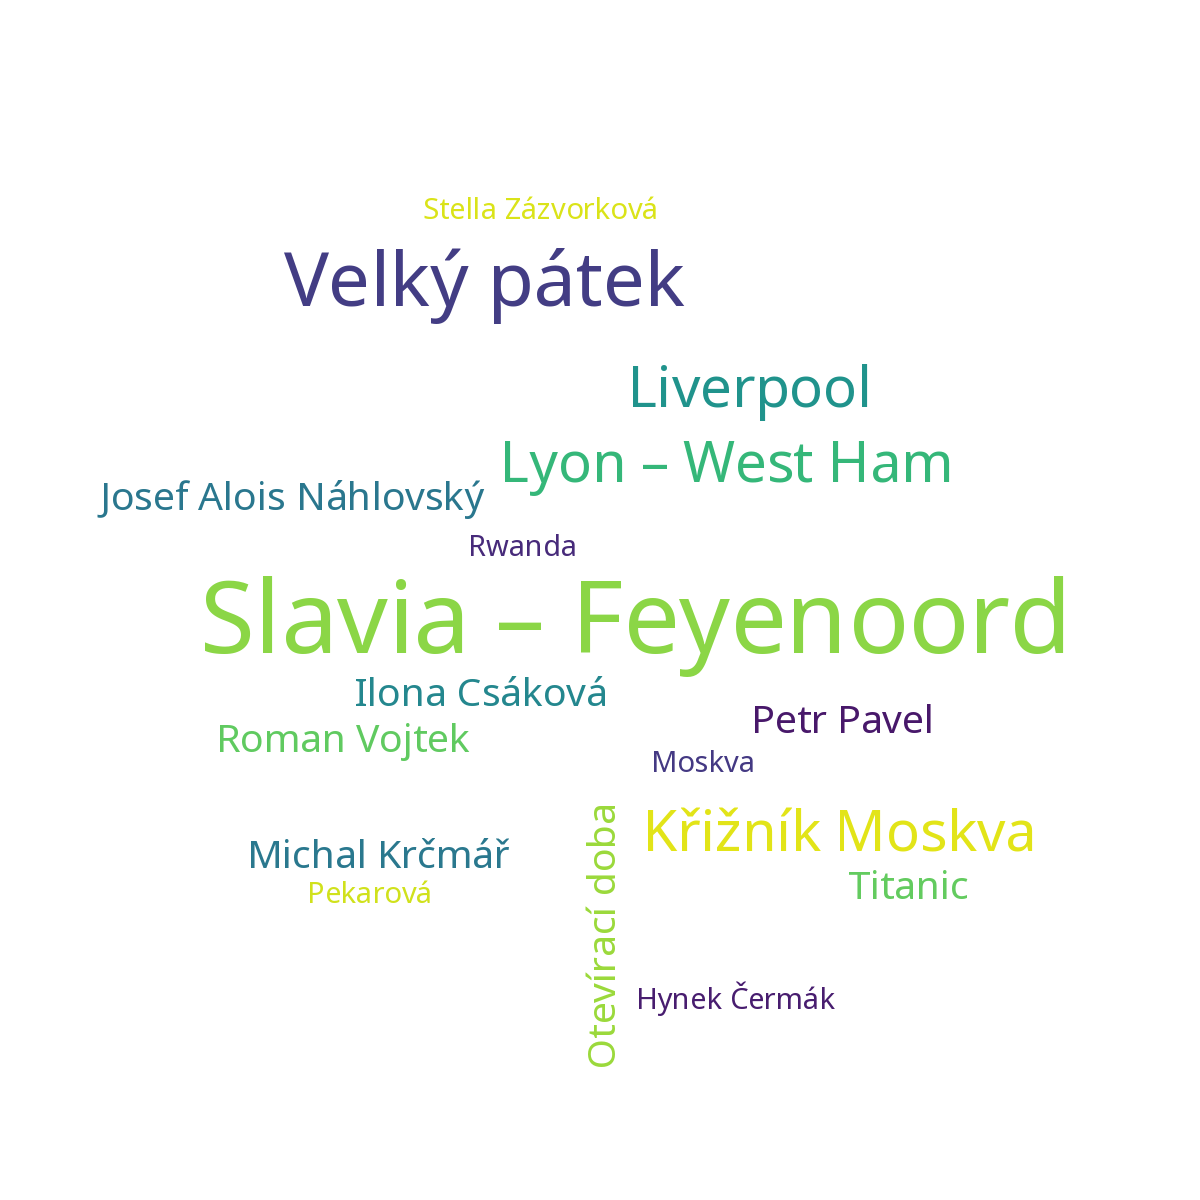 Stella Zázvorková
Velký pátek
Liverpool
Lyon – West Ham
Josef Alois Náhlovský
Rwanda
Slavia – Feyenoord
Ilona Csáková
Petr Pavel
Roman Vojtek
Moskva
Křižník Moskva
Michal Krčmář
Titanic
Pekarová
Otevírací doba
Hynek Čermák